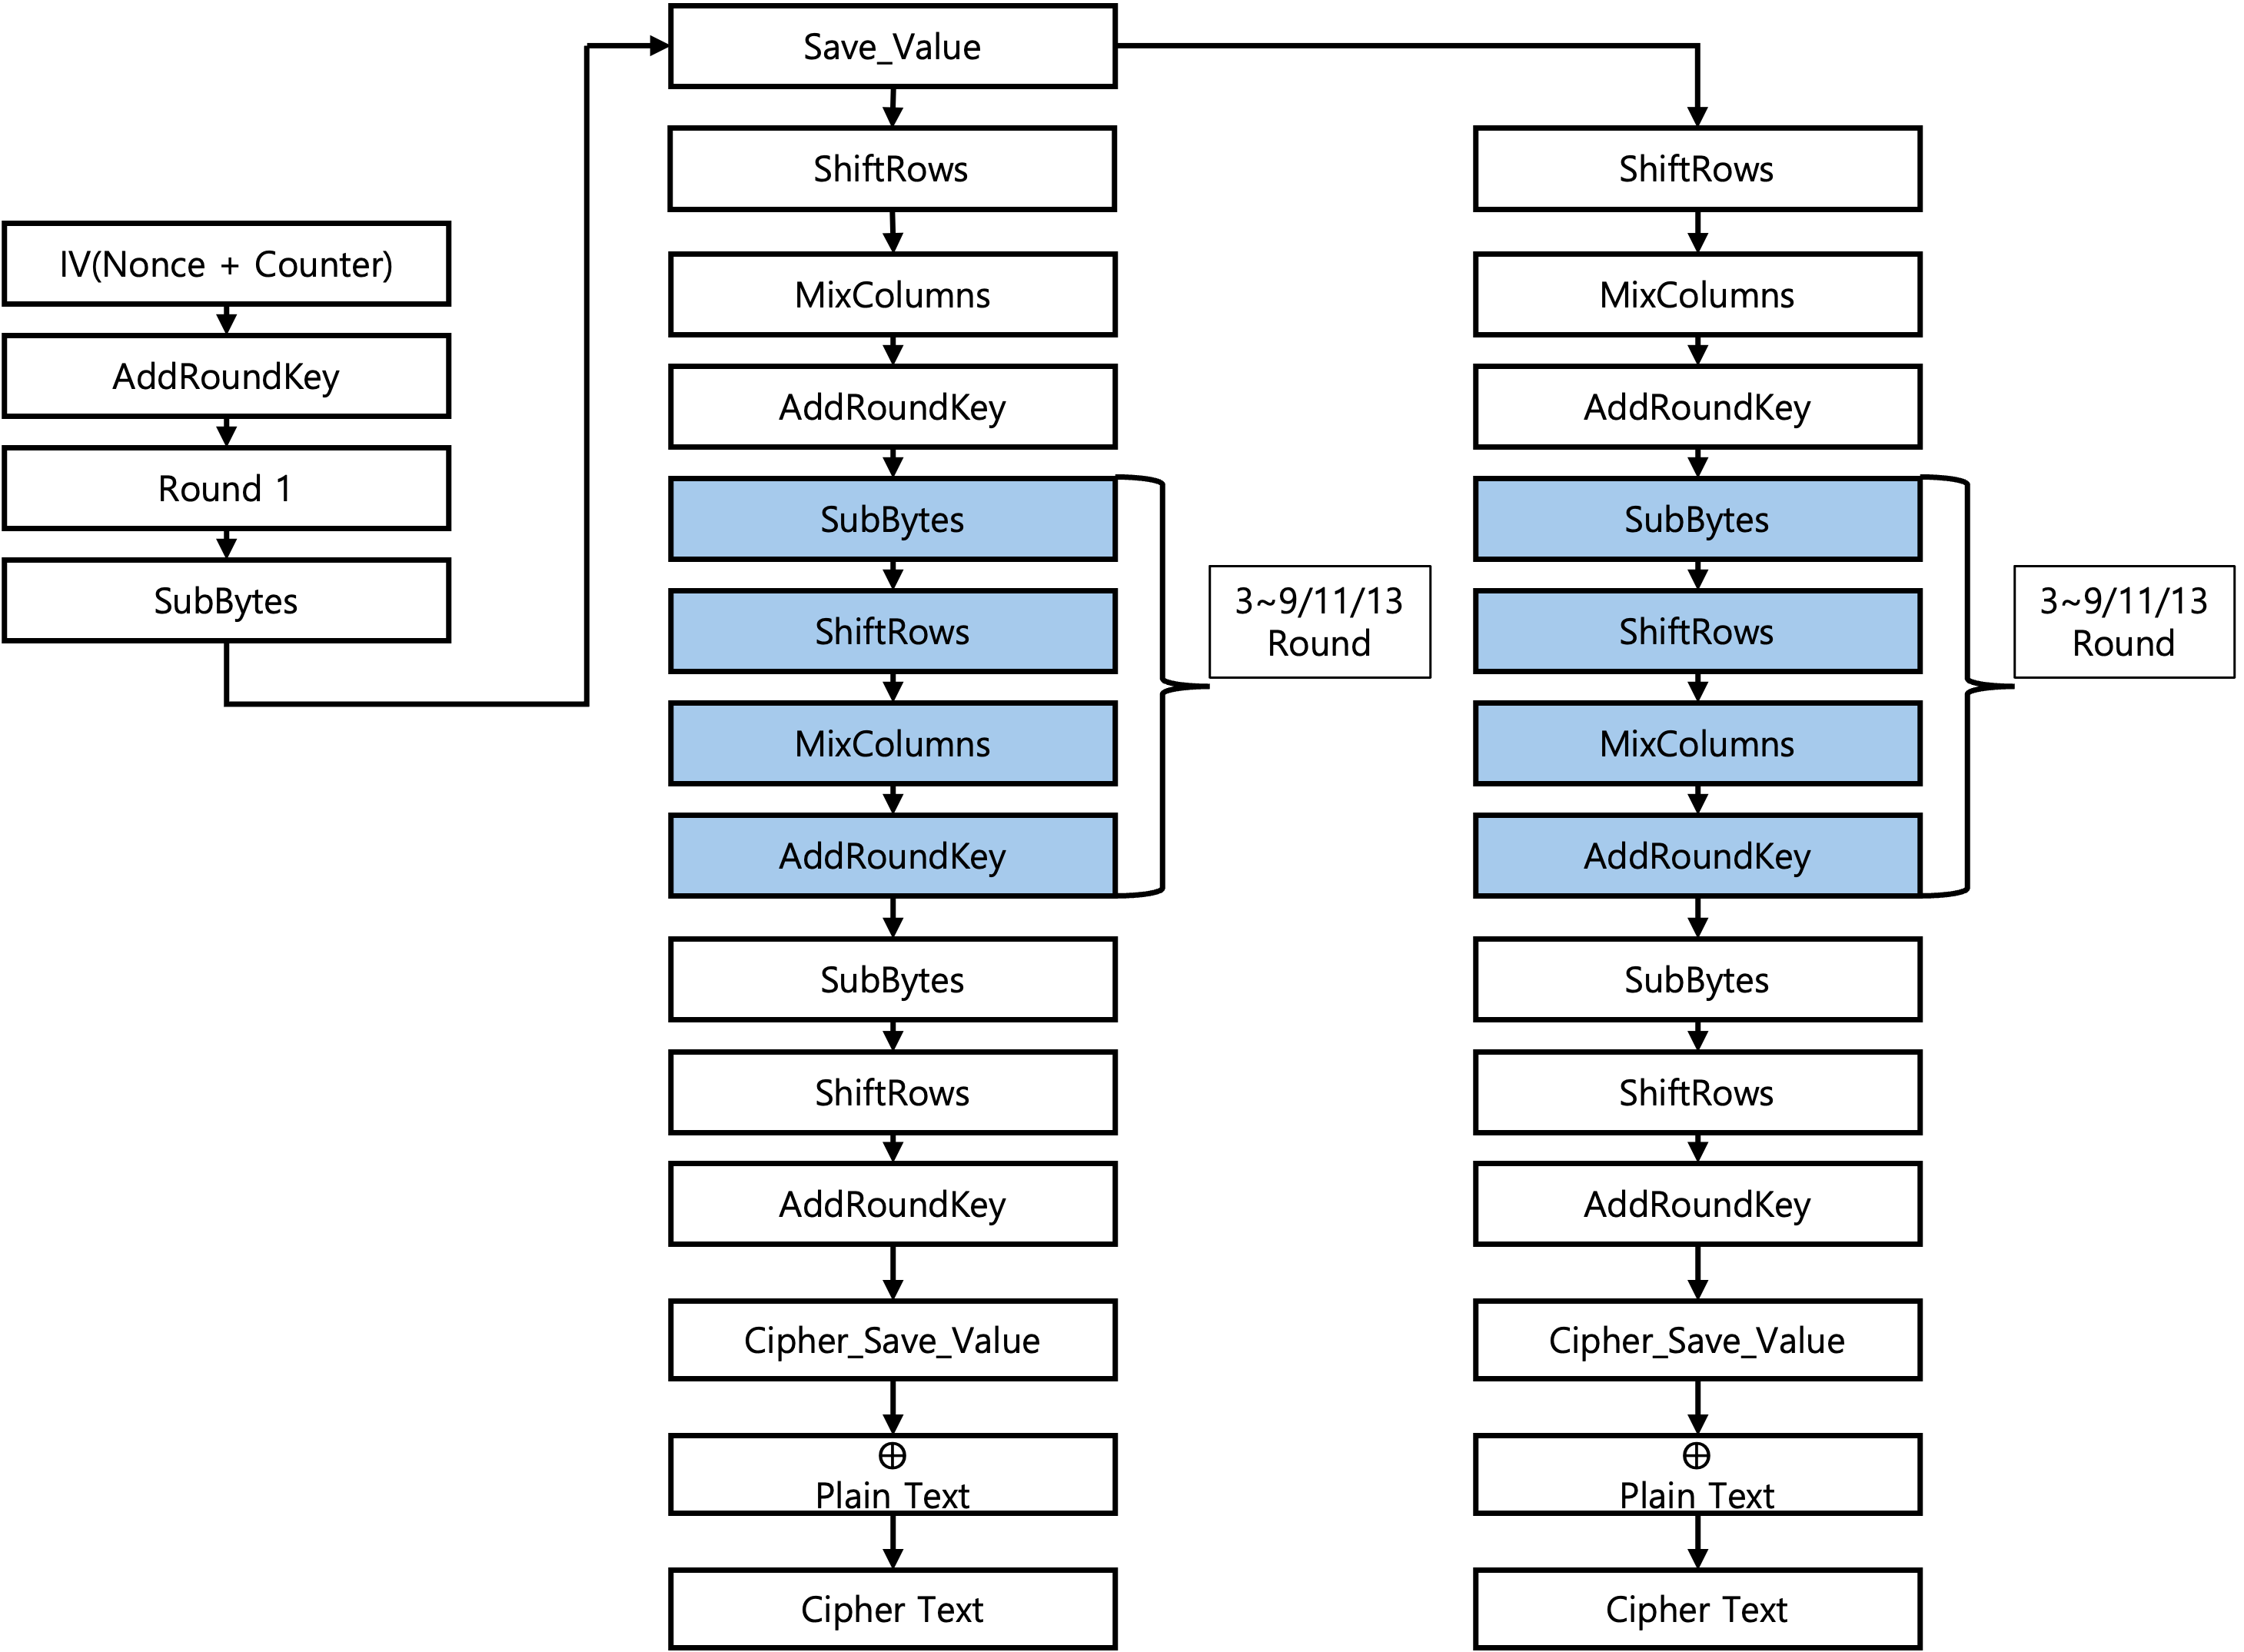 IV(Nonce + Counter)
AddRoundKey
Round 1
SubBytes
Save_Value
ShiftRows
MixColumns
AddRoundKey
SubBytes
ShiftRows
MixColumns
AddRoundKey
3~9/11/13
Round
SubBytes
ShiftRows
AddRoundKey
Cipher_Save_Value
⊕
Plain Text
Cipher Text
ShiftRows
MixColumns
AddRoundKey
SubBytes
ShiftRows
MixColumns
AddRoundKey
3~9/11/13
Round
SubBytes
ShiftRows
AddRoundKey
Cipher_Save_Value
⊕
Plain Text
Cipher Text